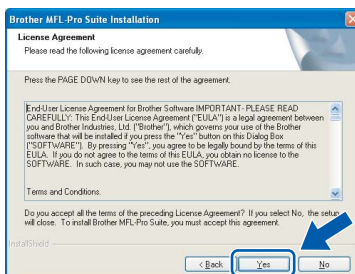 Brother MFL-Pro Suite Installation
License Agreement
Please read the following license agreement carefully.
Press the PAGE DOWN key to see the rest of the agreement.
End-User License Agreement for Brother Software IMPORTANT- PLEASE READ
CAREFULLY: This End-User License Agreement ("EULA") is a legal agreement between
you and Brother Industries, Ltd. ("Brother"), which governs your use of the Brother
software that will be installed if you press the "Yes" button on this Dialog Box
("SOFTWARE"). By pressing "Yes", you agree to be legally bound by the terms of this
EULA. If you do not agree to the terms of this EULA, you obtain no license to the
SOFTWARE. In such case, you may not use the SOFTWARE.
Terms and Conditions.
Do you accept all the terms of the preceding License Agreement? If you select No, the setup
will close. To install Brother MFL-Pro Suite, you must accept this agreement.
InstallShield
< Back
Yes
No